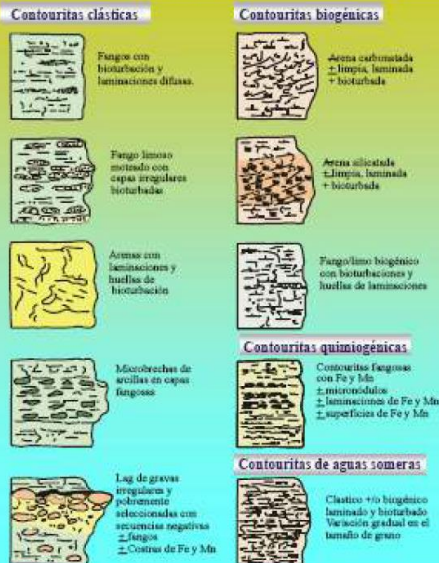 Contouritas clásticas
Fangos con
bioturbación y
laminaciones difusas.
Fango limoso
moteado con
capas irregulares
bioturbadas
Arenas con
laminaciones y
huellas de
bioturbación
Microbrechas de
arcillas en capas
fangosas
Lag de gravas
irregulares y
pobremente
seleccionadas con
secuencias negativas
± fangos
± Costras de Fe y Mn
Contouritas biogénicas
Arena carbonatada
± limpia, laminada
+ bioturbada
Arena silicatada
± limpia, laminada
+ bioturbada
Fango/limo biogénico
con bioturbaciones y
huellas de laminaciones
Contouritas quimiogénicas
Contouritas fangosas
con Fe y Mn
± micronódulos
± laminaciones de Fe y Mn
± superficies de Fe y Mn
Contouritas de aguas someras
Clastico +/o biogénico
laminado y bioturbado
Variación gradual en el
tamaño de grano